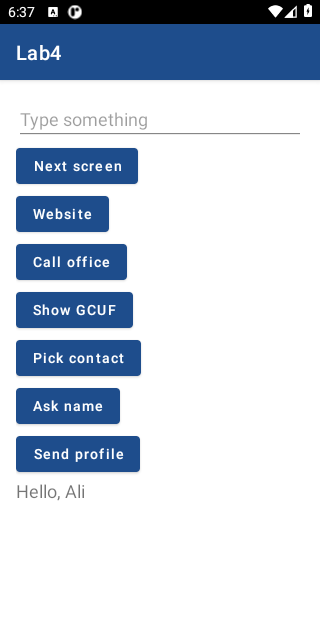 6:37
Lab4
Type something
Next screen
Website
Call office
Show GCUF
Pick contact
Ask name
Send profile
Hello, Ali